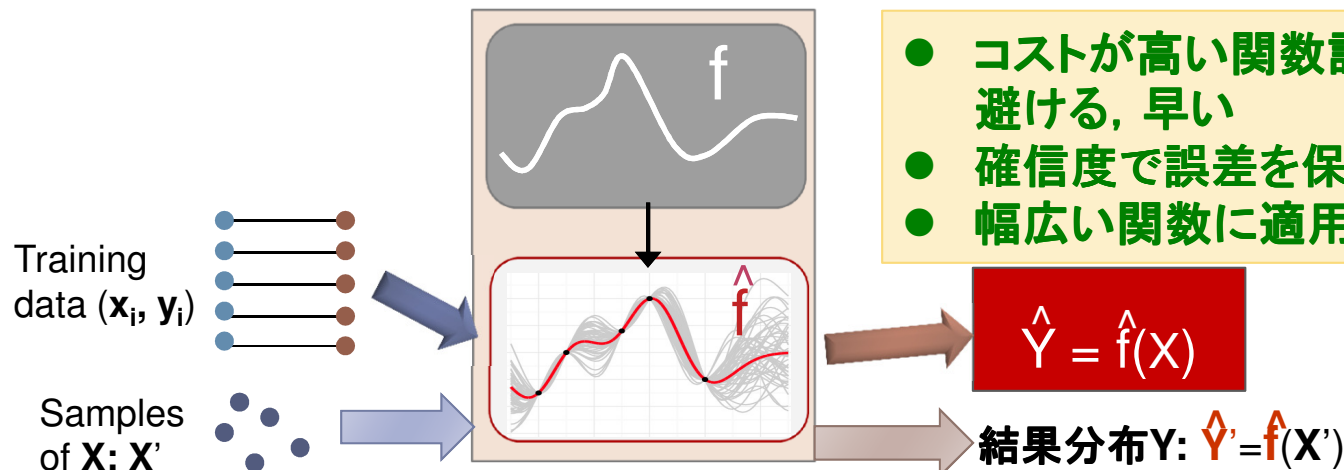 f
● コストが高い関数
避ける, 早い
● 確信度で誤差を保
● 幅広い関数に適用
Training
data (xᵢ, yᵢ)
f̂
Ŷ = f̂(X)
Samples
of X: X'
結果分布Y: Ŷ'=f̂(X')